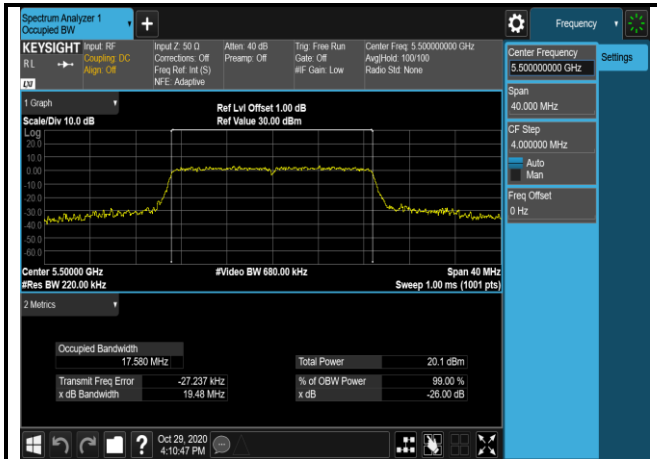 Spectrum Analyzer 1
Occupied BW
+
Frequency
KEYSIGHT
Input: RF
Input Z: 50 Ω
Atten: 40 dB
Trig: Free Run
Center Freq: 5.500000000 GHz
RL
Coupling: DC
Corrections: Off
Preamp: Off
Gate: Off
Avg|Hold: 100/100
Align: Off
Freq Ref: Int (S)
#IF Gain: Low
Radio Std: None
LXI
NFE: Adaptive
Center Frequency
5.500000000 GHz
Settings
Span
40.000 MHz
CF Step
4.000000 MHz
Auto
Man
Freq Offset
0 Hz
1 Graph
Ref Lvl Offset 1.00 dB
Scale/Div 10.0 dB
Ref Value 30.00 dBm
Log
20.0
10.0
0.00
-10.0
-20.0
-30.0
-40.0
-50.0
-60.0
Center 5.50000 GHz
#Video BW 680.00 kHz
Span 40 MHz
#Res BW 220.00 kHz
Sweep 1.00 ms (1001 pts)
2 Metrics
Occupied Bandwidth
17.580 MHz
Total Power
20.1 dBm
Transmit Freq Error
-27.237 kHz
% of OBW Power
99.00 %
x dB Bandwidth
19.48 MHz
x dB
-26.00 dB
?
Oct 29, 2020
4:10:47 PM